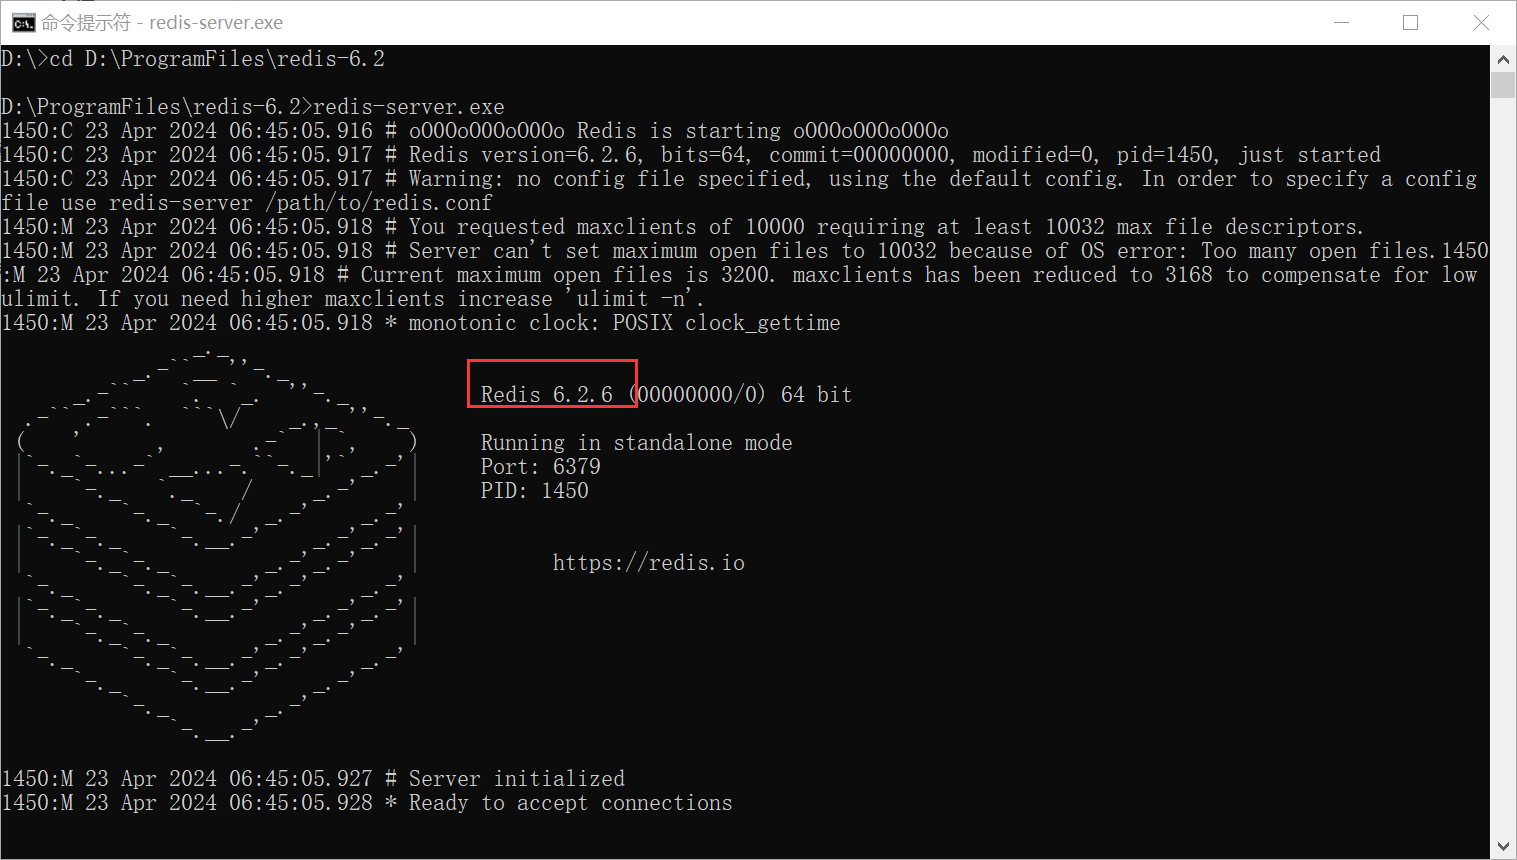 命令提示符 - redis-server.exe
D:\>cd D:\ProgramFiles\redis-6.2
D:\ProgramFiles\redis-6.2>redis-server.exe
1450:C 23 Apr 2024 06:45:05.916 # oO0OoO0OoO0Oo Redis is starting oO0OoO0OoO0Oo
1450:C 23 Apr 2024 06:45:05.917 # Redis version=6.2.6, bits=64, commit=00000000, modified=0, pid=1450, just started
1450:C 23 Apr 2024 06:45:05.917 # Warning: no config file specified, using the default config. In order to specify a config
file use redis-server /path/to/redis.conf
1450:M 23 Apr 2024 06:45:05.918 # You requested maxclients of 10000 requiring at least 10032 max file descriptors.
1450:M 23 Apr 2024 06:45:05.918 # Server can't set maximum open files to 10032 because of OS error: Too many open files.1450
:M 23 Apr 2024 06:45:05.918 # Current maximum open files is 3200. maxclients has been reduced to 3168 to compensate for low
ulimit. If you need higher maxclients increase 'ulimit -n'.
1450:M 23 Apr 2024 06:45:05.918 * monotonic clock: POSIX clock_gettime
Redis 6.2.6 (00000000/0) 64 bit
Running in standalone mode
Port: 6379
PID: 1450
https://redis.io
1450:M 23 Apr 2024 06:45:05.927 # Server initialized
1450:M 23 Apr 2024 06:45:05.928 * Ready to accept connections